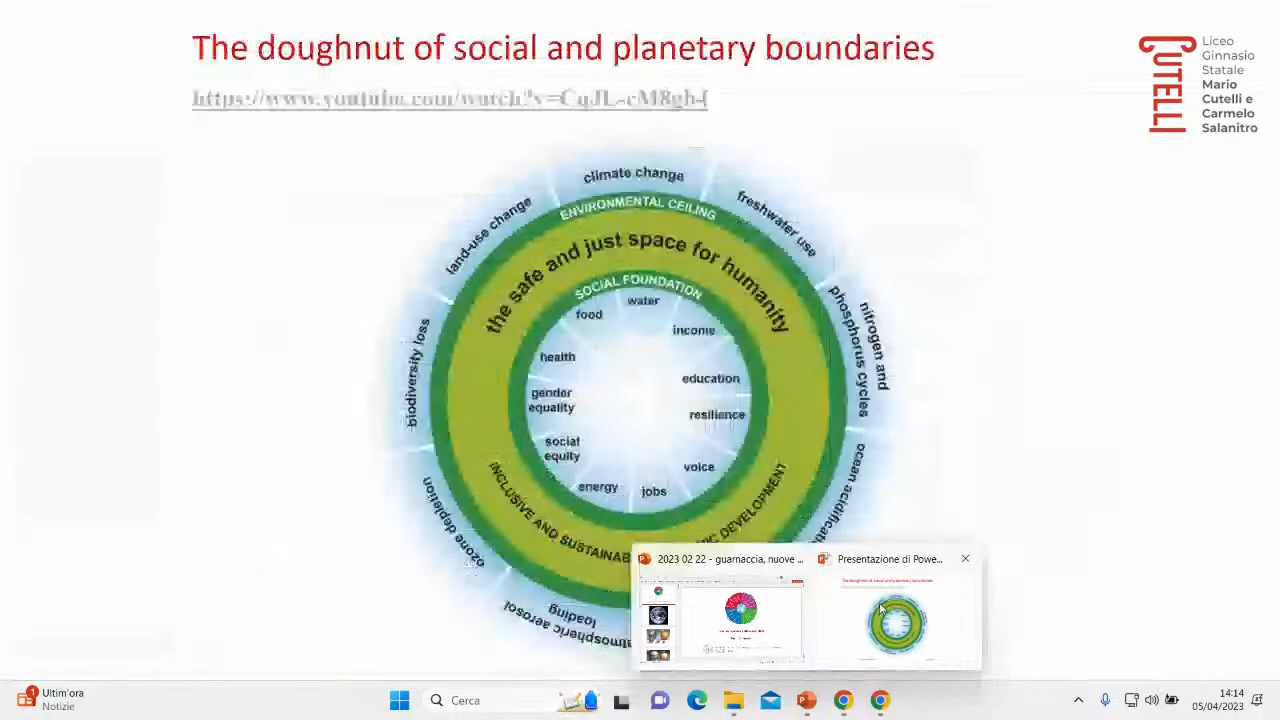 The doughnut of social and planetary boundaries
Liceo
Ginnasio
Statale
Mario
Cutelli e
Carmelo
Salanitro
CUTELLI
climate change
freshwater use
nitrogen and
phosphorus cycles
ocean
atmospheric aerosol
loading
ozone depletion
biodiversity loss
land-use change
ENVIRONMENTAL CEILING
the safe and just space for humanity
SOCIAL FOUNDATION
water
food
income
health
education
gender
equality
resilience
social
equity
voice
energy
jobs
INCLUSIVE AND
DEVELOPMENT
2023 02 22 - guarnaccia, nuove ...
Presentazione di Powe...
1
Ultim'ora
Cerca
14:14
05/04/2023